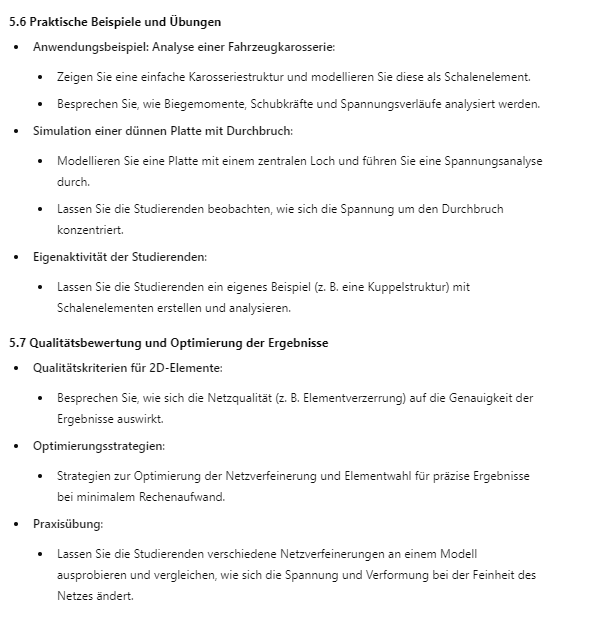 5.6 Praktische Beispiele und Übungen
• Anwendungsbeispiel: Analyse einer Fahrzeugkarosserie:
• Zeigen Sie eine einfache Karosseriestruktur und modellieren Sie diese als Schalenelement.
• Besprechen Sie, wie Biegemomente, Schubkräfte und Spannungsverläufe analysiert werden.
• Simulation einer dünnen Platte mit Durchbruch:
• Modellieren Sie eine Platte mit einem zentralen Loch und führen Sie eine Spannungsanalyse
durch.
• Lassen Sie die Studierenden beobachten, wie sich die Spannung um den Durchbruch
konzentriert.
• Eigenaktivität der Studierenden:
• Lassen Sie die Studierenden ein eigenes Beispiel (z. B. eine Kuppelstruktur) mit
Schalenelementen erstellen und analysieren.
5.7 Qualitätsbewertung und Optimierung der Ergebnisse
• Qualitätskriterien für 2D-Elemente:
• Besprechen Sie, wie sich die Netzqualität (z. B. Elementverzerrung) auf die Genauigkeit der
Ergebnisse auswirkt.
• Optimierungsstrategien:
• Strategien zur Optimierung der Netzverfeinerung und Elementwahl für präzise Ergebnisse
bei minimalem Rechenaufwand.
• Praxisübung:
• Lassen Sie die Studierenden verschiedene Netzverfeinerungen an einem Modell
ausprobieren und vergleichen, wie sich die Spannung und Verformung bei der Feinheit des
Netzes ändert.